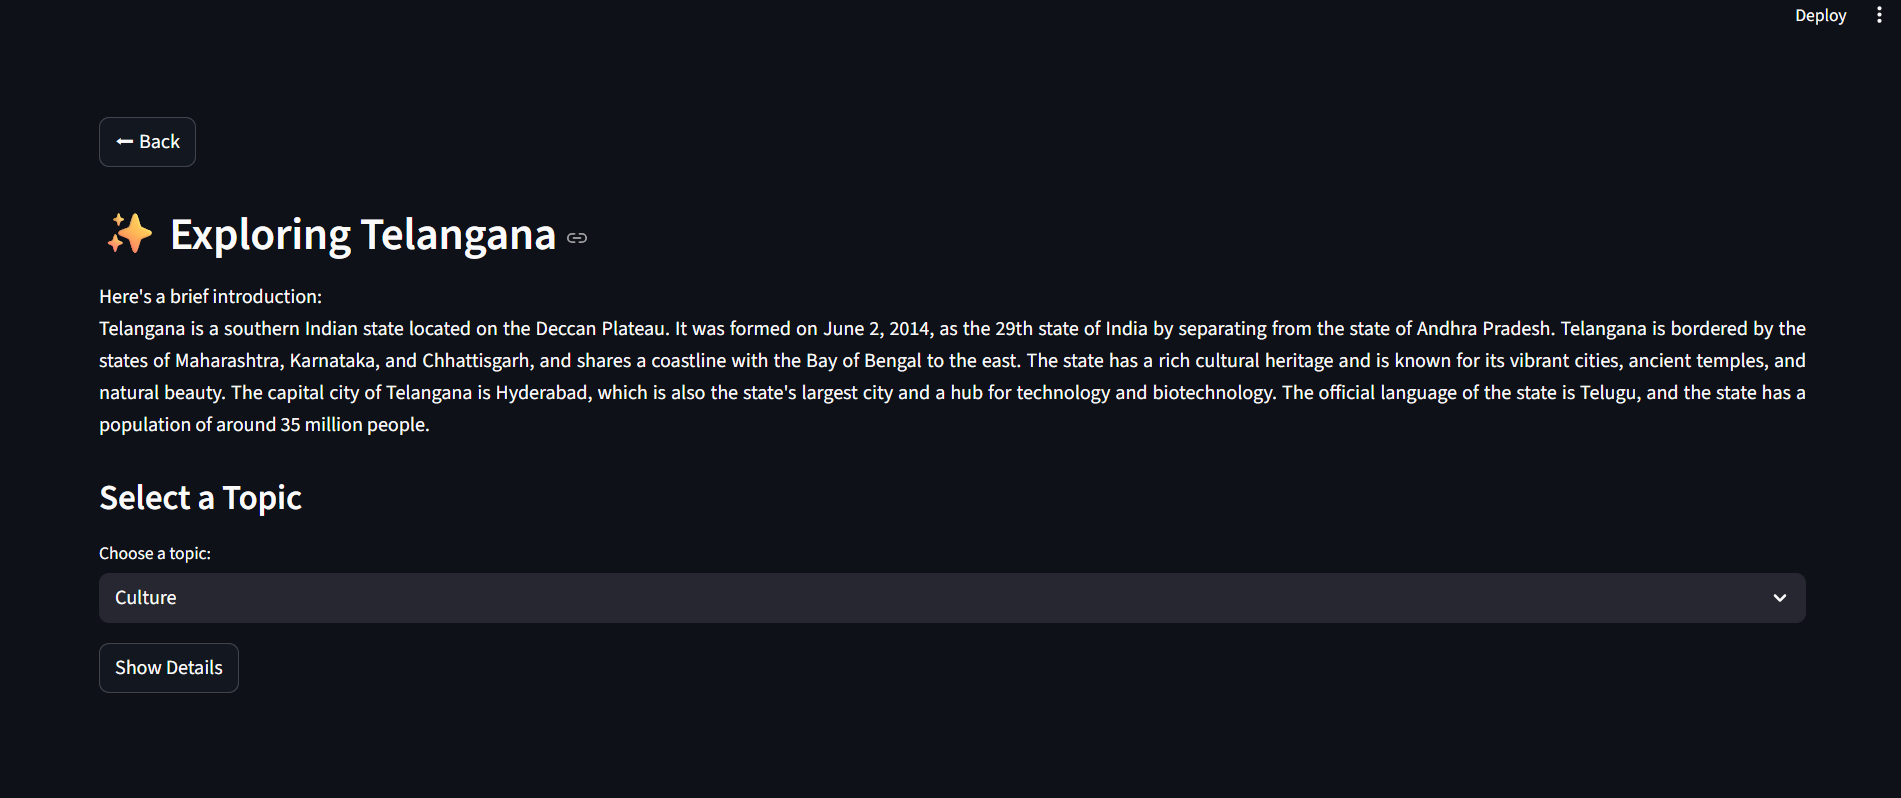 Deploy
Back
Exploring Telangana
Here's a brief introduction:
Telangana is a southern Indian state located on the Deccan Plateau. It was formed on June 2, 2014, as the 29th state of India by separating from the state of Andhra Pradesh. Telangana is bordered by the
states of Maharashtra, Karnataka, and Chhattisgarh, and shares a coastline with the Bay of Bengal to the east. The state has a rich cultural heritage and is known for its vibrant cities, ancient temples, and
natural beauty. The capital city of Telangana is Hyderabad, which is also the state's largest city and a hub for technology and biotechnology. The official language of the state is Telugu, and the state has a
population of around 35 million people.
Select a Topic
Choose a topic:
Culture
Show Details